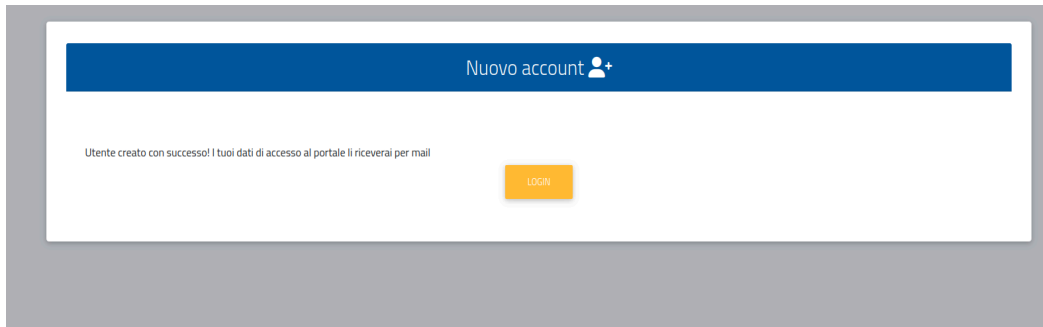 Nuovo account
Utente creato con successo! I tuoi dati di accesso al portale li riceverai per mail
LOGIN